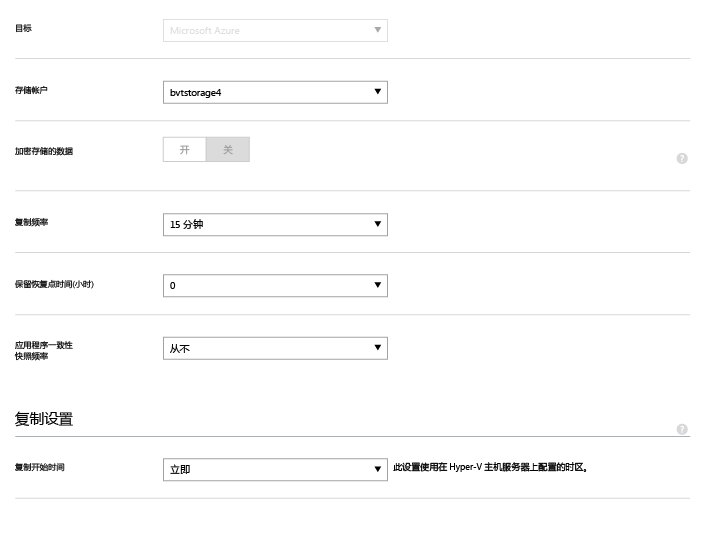 目标
Microsoft Azure
存储帐户
bvtstorage4
加密存储的数据
开 关
?
复制频率
15 分钟
保留恢复点时间(小时)
0
应用程序一致性
快照频率
从不
复制设置
?
复制开始时间
立即
此设置使用在 Hyper-V 主机服务器上配置的时区。